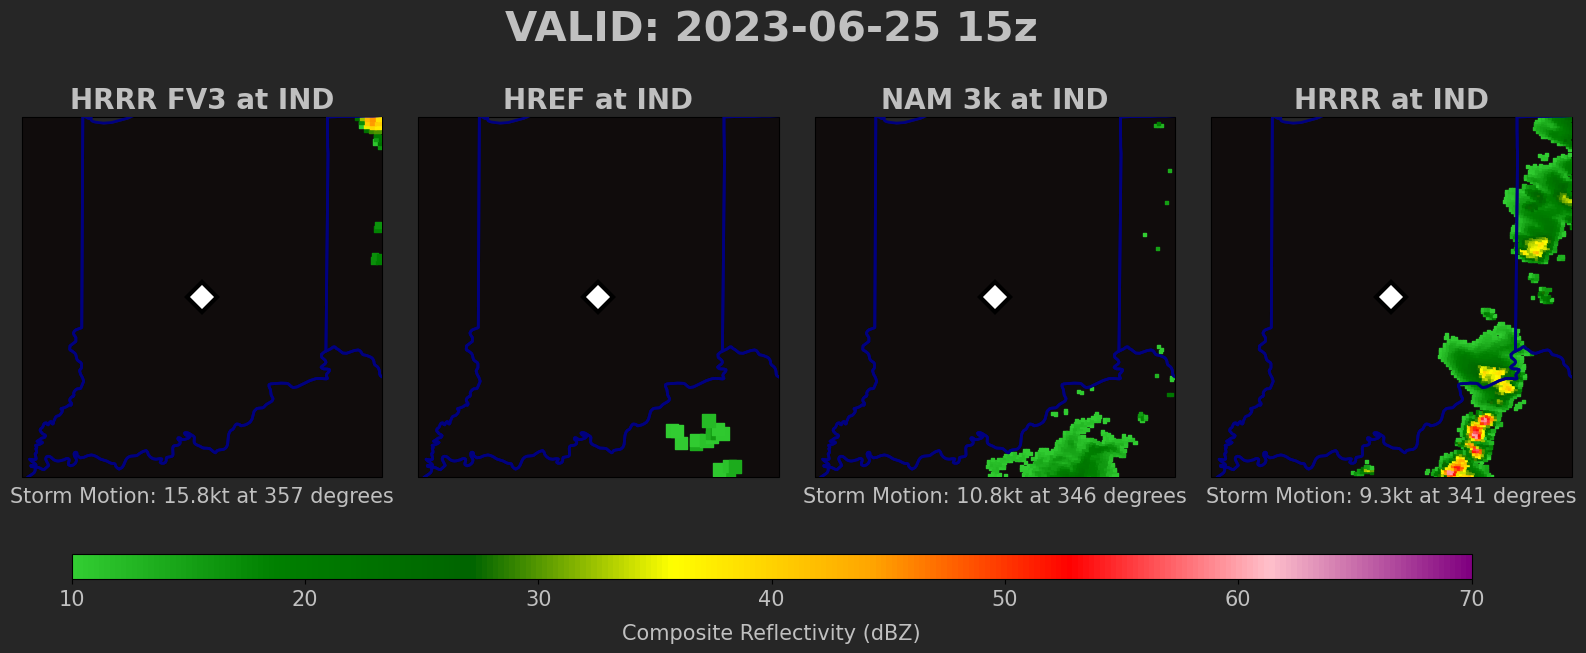 VALID: 2023-06-25 15z
HRRR FV3 at IND
HREF at IND
NAM 3k at IND
HRRR at IND
Storm Motion: 15.8kt at 357 degrees
Storm Motion: 10.8kt at 346 degrees
Storm Motion: 9.3kt at 341 degrees
10 20 30 40 50 60 70
Composite Reflectivity (dBZ)